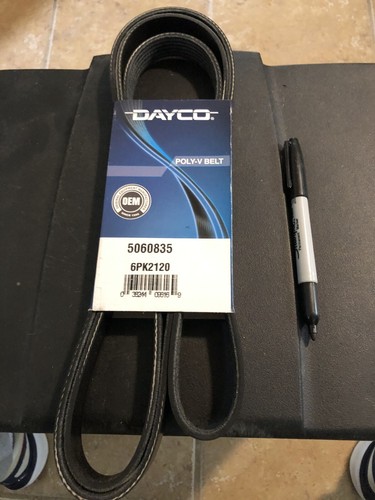 DAYCO
POLY-V BELT
OEM
5060835
6PK2120